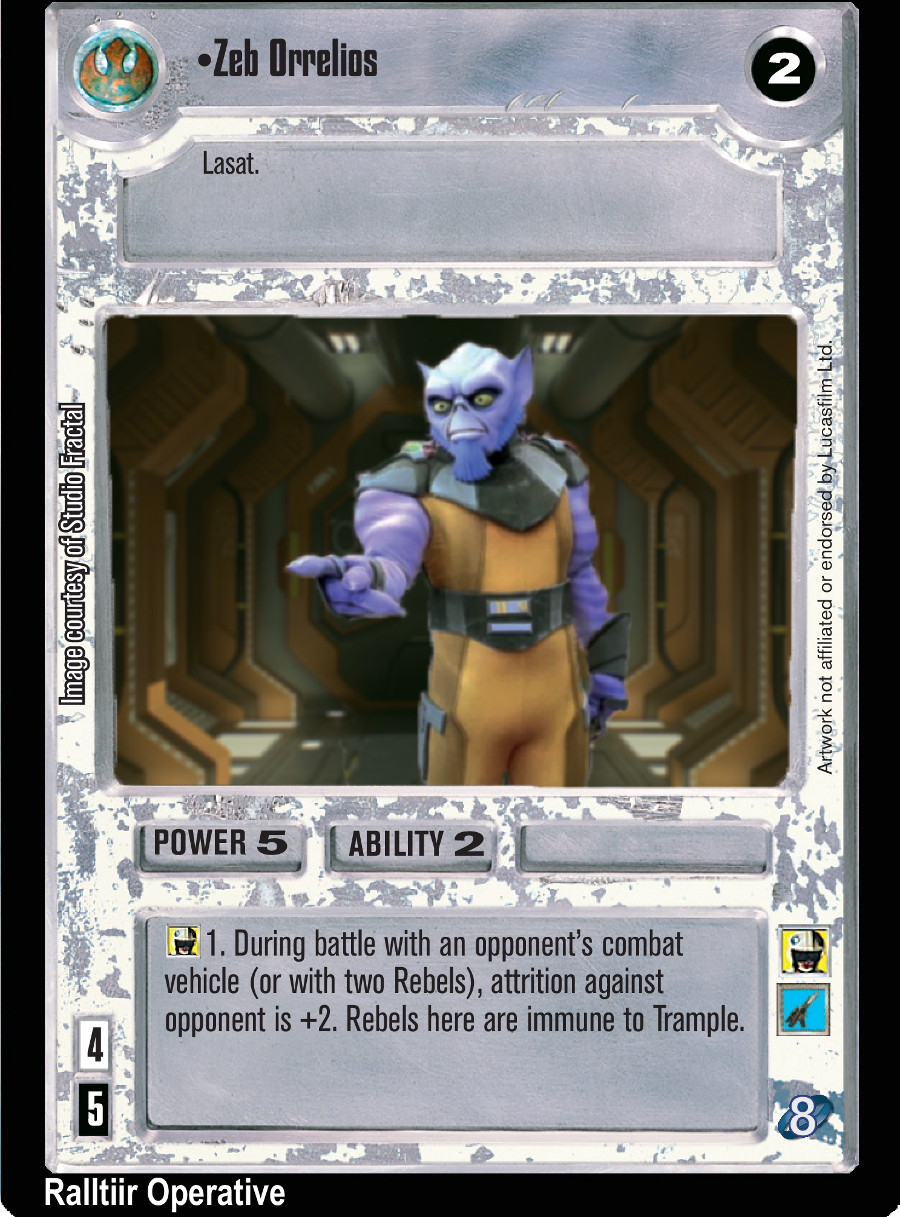 •Zeb Orrelios
2
Lasat.
Image courtesy of Studio Fractal
Artwork not affiliated or endorsed by Lucasfilm Ltd.
POWER 5
ABILITY 2
1. During battle with an opponent's combat
vehicle (or with two Rebels), attrition against
opponent is +2. Rebels here are immune to Trample.
4
5
8
Ralltiir Operative